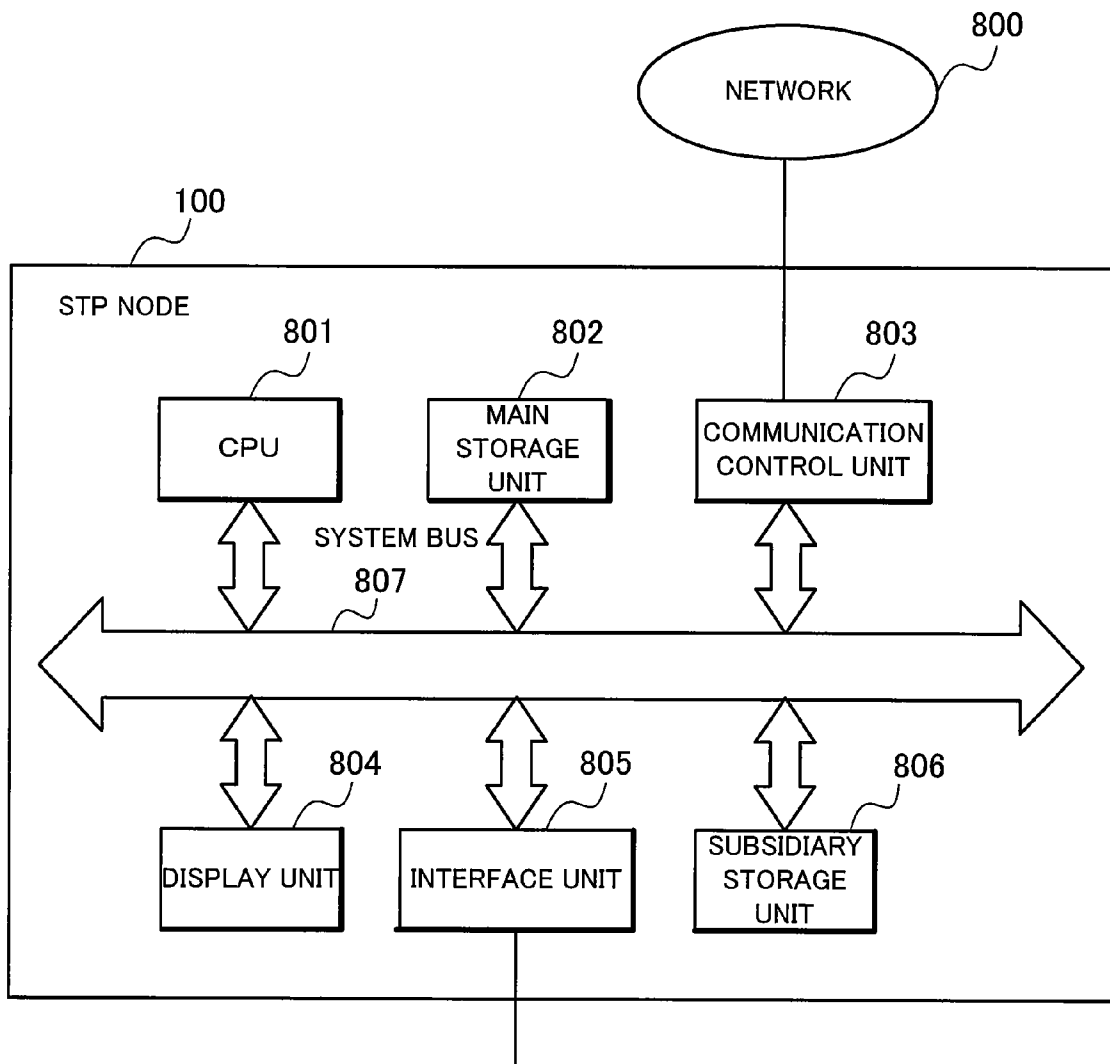 800
NETWORK
100
STP NODE
801
802
803
CPU
MAIN
STORAGE
UNIT
COMMUNICATION
CONTROL UNIT
SYSTEM BUS
807
804
805
806
DISPLAY UNIT
INTERFACE UNIT
SUBSIDIARY
STORAGE
UNIT